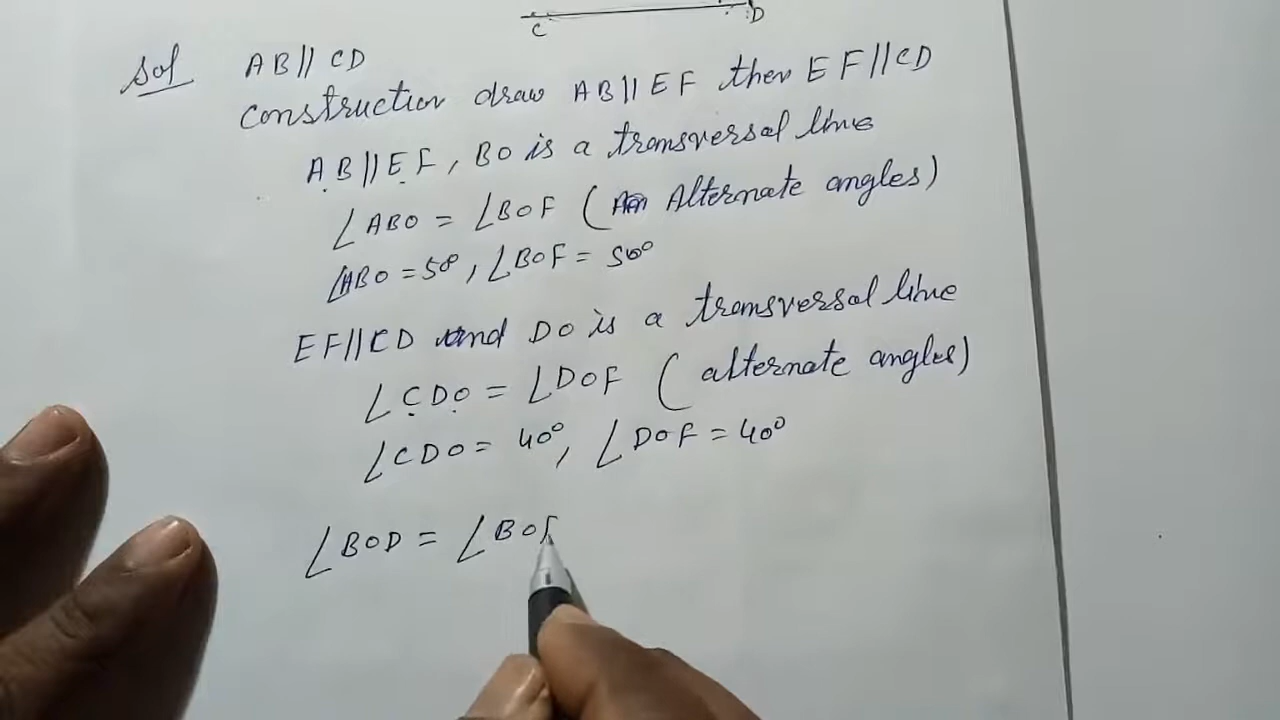 C D
Sol AB || CD
Construction draw AB || EF then EF || CD
AB || EF, BO is a transversal line
∠ABO = ∠BOF (Alternate angles)
∠ABO = 50°, ∠BOF = 50°
EF || CD and DO is a transversal line
∠CDO = ∠DOF (alternate angles)
∠CDO = 40°, ∠DOF = 40°
∠BOD = ∠BOF